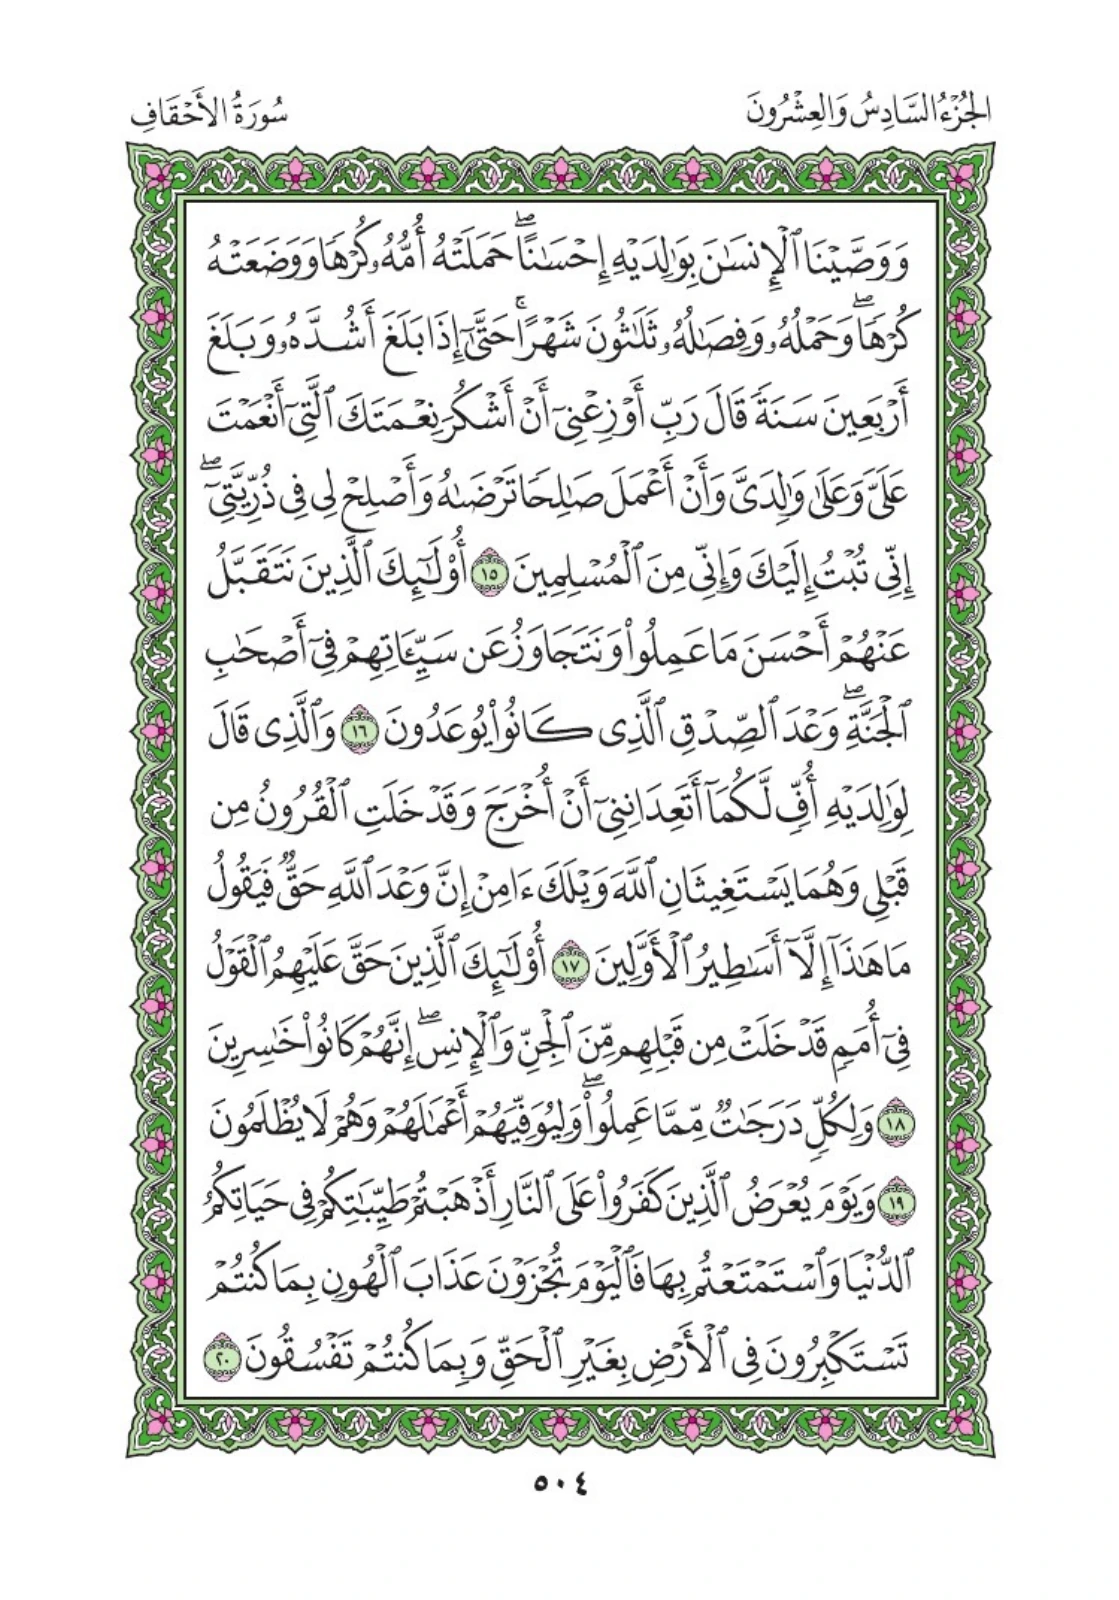 الجُزْءُ السَّادِسُ وَالعِشْرُونَ
سُورَةُ الأَحْقَافِ
وَوَصَّيْنَا ٱلْإِنسَٰنَ بِوَٰلِدَيْهِ إِحْسَٰنًاۖ حَمَلَتْهُ أُمُّهُۥ كُرْهًا وَوَضَعَتْهُ
كُرْهًاۖ وَحَمْلُهُۥ وَفِصَٰلُهُۥ ثَلَٰثُونَ شَهْرًاۚ حَتَّىٰٓ إِذَا بَلَغَ أَشُدَّهُۥ وَبَلَغَ
أَرْبَعِينَ سَنَةً قَالَ رَبِّ أَوْزِعْنِىٓ أَنْ أَشْكُرَ نِعْمَتَكَ ٱلَّتِىٓ أَنْعَمْتَ
عَلَىَّ وَعَلَىٰ وَٰلِدَىَّ وَأَنْ أَعْمَلَ صَٰلِحًا تَرْضَىٰهُ وَأَصْلِحْ لِى فِى ذُرِّيَّتِىٓۖ
إِنِّى تُبْتُ إِلَيْكَ وَإِنِّى مِنَ ٱلْمُسْلِمِينَ ١٥ أُو۟لَٰٓئِكَ ٱلَّذِينَ نَتَقَبَّلُ
عَنْهُمْ أَحْسَنَ مَا عَمِلُوا۟ وَنَتَجَاوَزُ عَن سَيِّـَٔاتِهِمْ فِىٓ أَصْحَٰبِ
ٱلْجَنَّةِۖ وَعْدَ ٱلصِّدْقِ ٱلَّذِى كَانُوا۟ يُوعَدُونَ ١٦ وَٱلَّذِى قَالَ
لِوَٰلِدَيْهِ أُفٍّ لَّكُمَآ أَتَعِدَانِنِىٓ أَنْ أُخْرَجَ وَقَدْ خَلَتِ ٱلْقُرُونُ مِن
قَبْلِى وَهُمَا يَسْتَغِيثَانِ ٱللَّهَ وَيْلَكَ ءَامِنْ إِنَّ وَعْدَ ٱللَّهِ حَقٌّ فَيَقُولُ
مَا هَٰذَآ إِلَّآ أَسَٰطِيرُ ٱلْأَوَّلِينَ ١٧ أُو۟لَٰٓئِكَ ٱلَّذِينَ حَقَّ عَلَيْهِمُ ٱلْقَوْلُ
فِىٓ أُمَمٍ قَدْ خَلَتْ مِن قَبْلِهِم مِّنَ ٱلْجِنِّ وَٱلْإِنسِۖ إِنَّهُمْ كَانُوا۟ خَٰسِرِينَ
١٨ وَلِكُلٍّ دَرَجَٰتٌ مِّمَّا عَمِلُوا۟ۖ وَلِيُوَفِّيَهُمْ أَعْمَٰلَهُمْ وَهُمْ لَا يُظْلَمُونَ
١٩ وَيَوْمَ يُعْرَضُ ٱلَّذِينَ كَفَرُوا۟ عَلَى ٱلنَّارِ أَذْهَبْتُمْ طَيِّبَٰتِكُمْ فِى حَيَاتِكُمُ
ٱلدُّنْيَا وَٱسْتَمْتَعْتُم بِهَا فَٱلْيَوْمَ تُجْزَوْنَ عَذَابَ ٱلْهُونِ بِمَا كُنتُمْ
تَسْتَكْبِرُونَ فِى ٱلْأَرْضِ بِغَيْرِ ٱلْحَقِّ وَبِمَا كُنتُمْ تَفْسُقُونَ ٢٠
٥٠٤